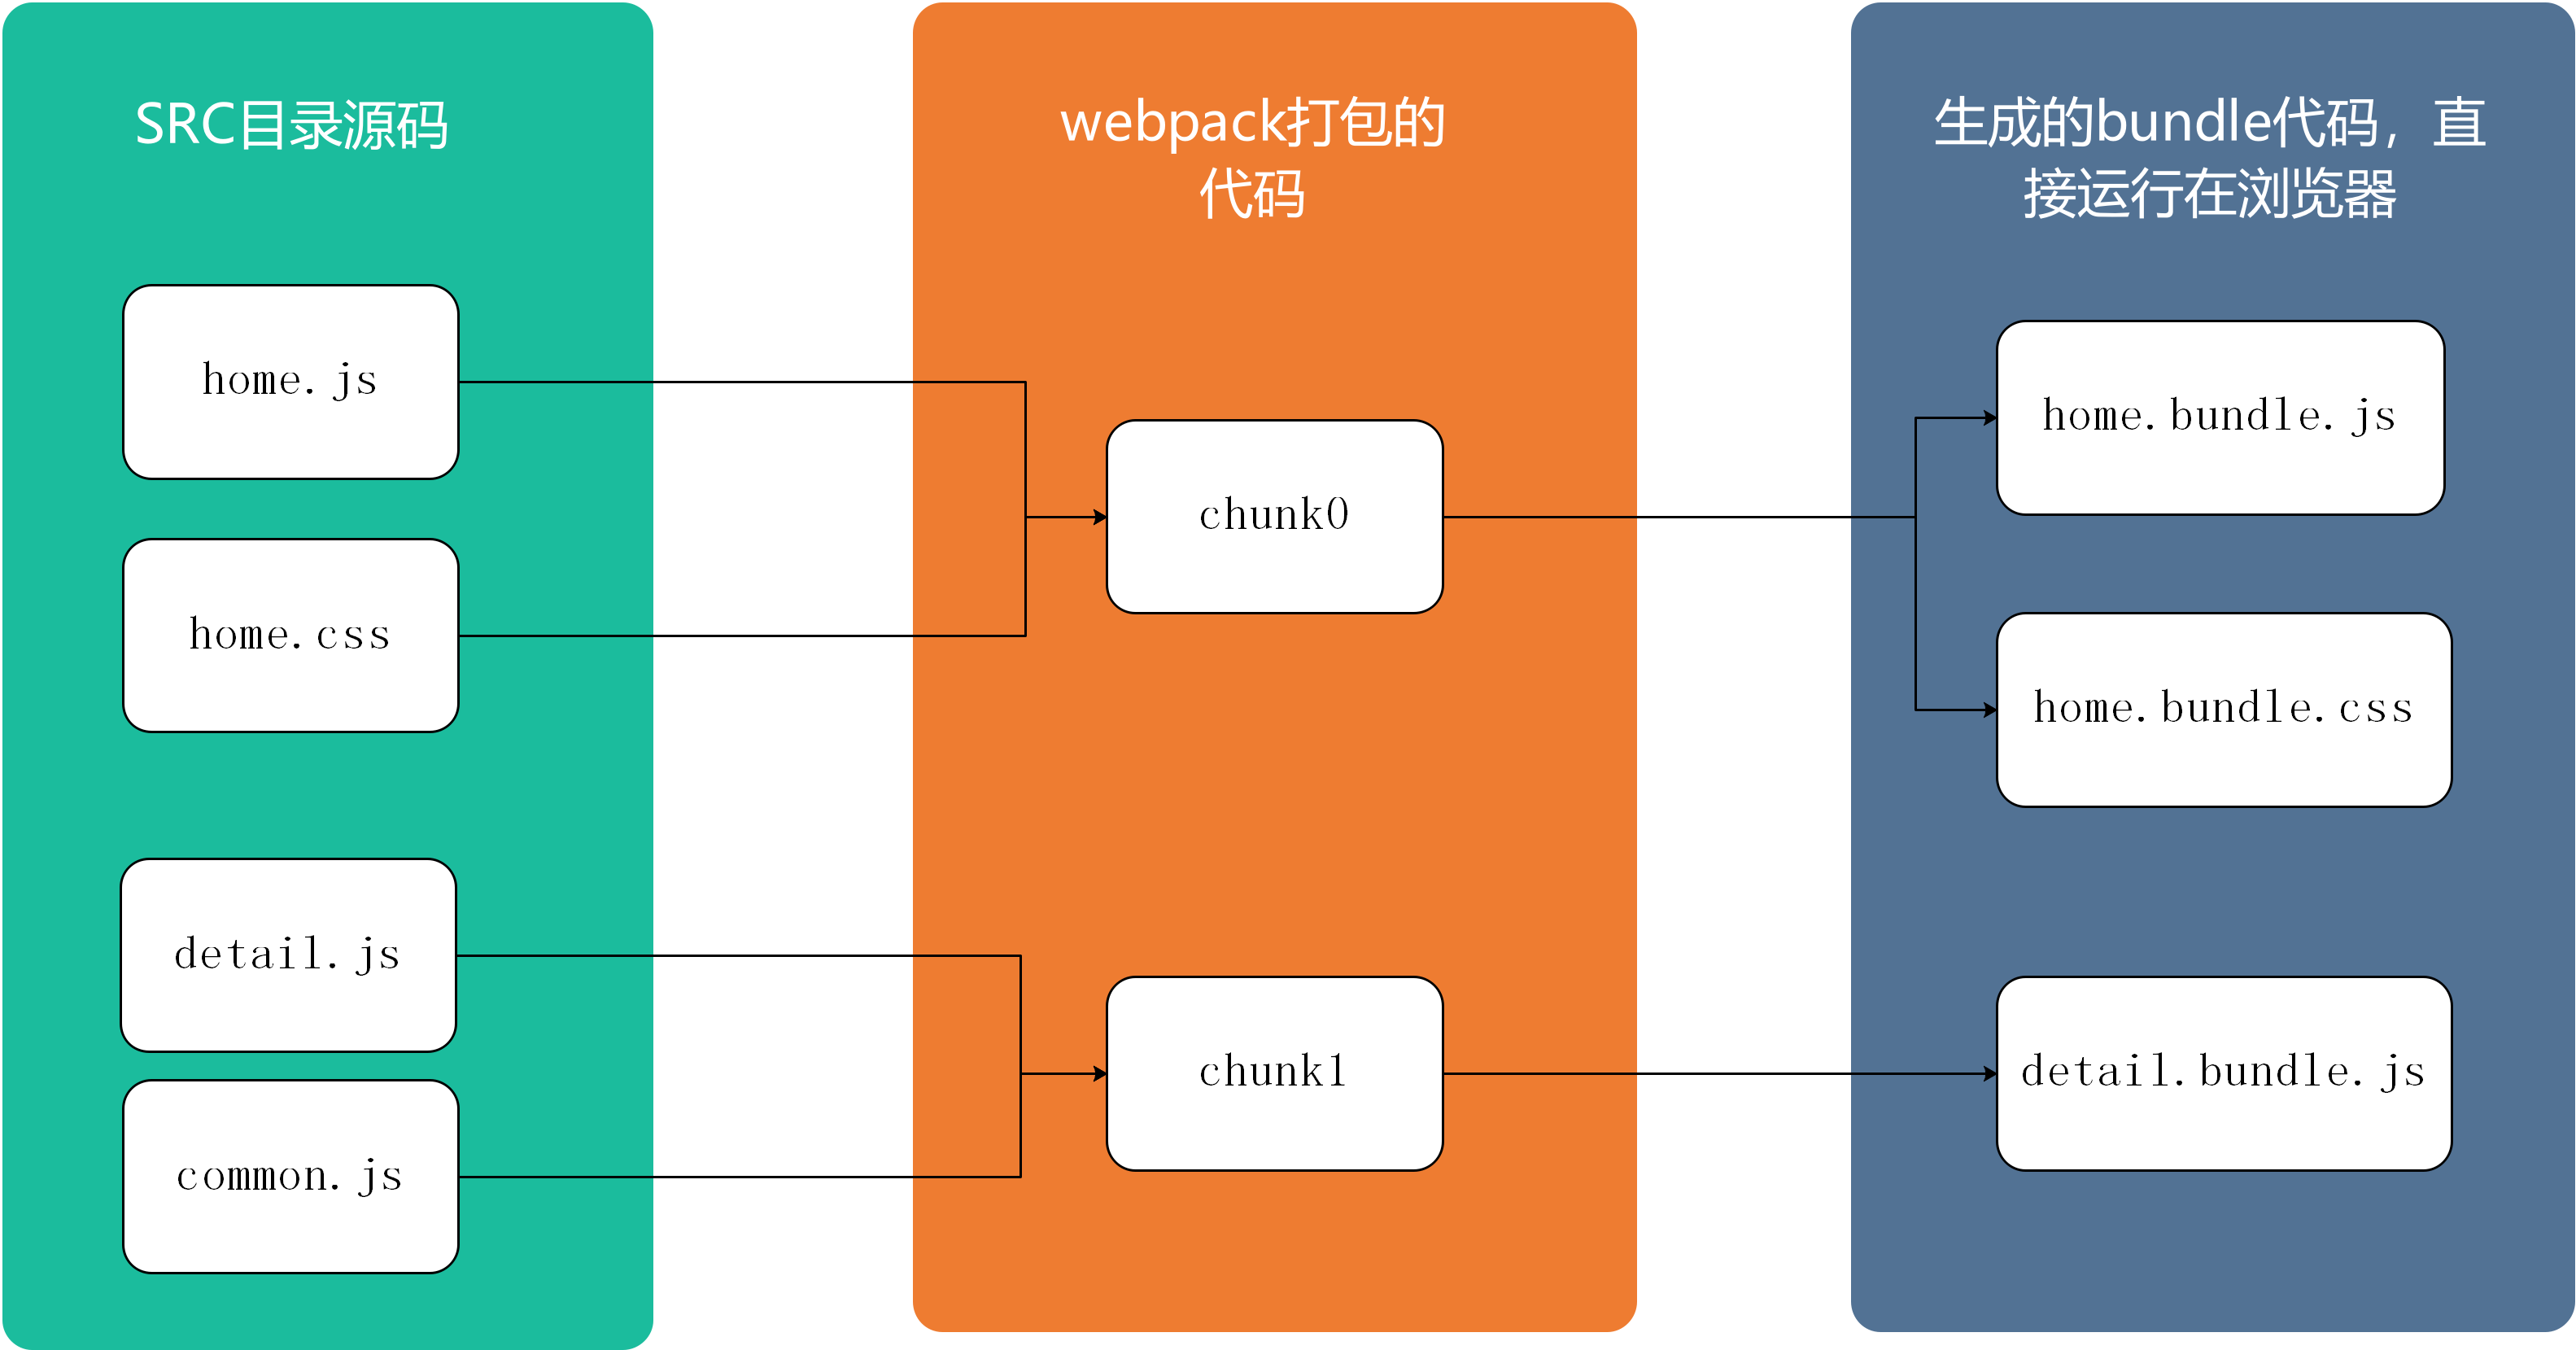 SRC目录源码
home.js
home.css
detail.js
common.js
webpack打包的
代码
chunk0
chunk1
生成的bundle代码，直
接运行在浏览器
home.bundle.js
home.bundle.css
detail.bundle.js